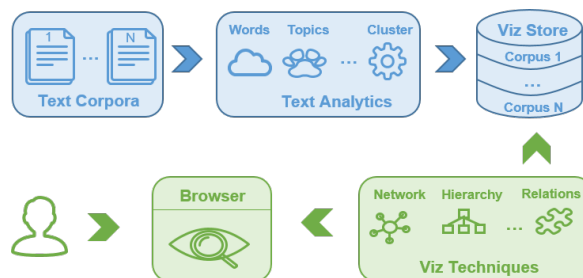 1 ... N
Text Corpora
Words Topics ... Cluster
Text Analytics
Viz Store
Corpus 1
...
Corpus N
Browser
Network Hierarchy ... Relations
Viz Techniques